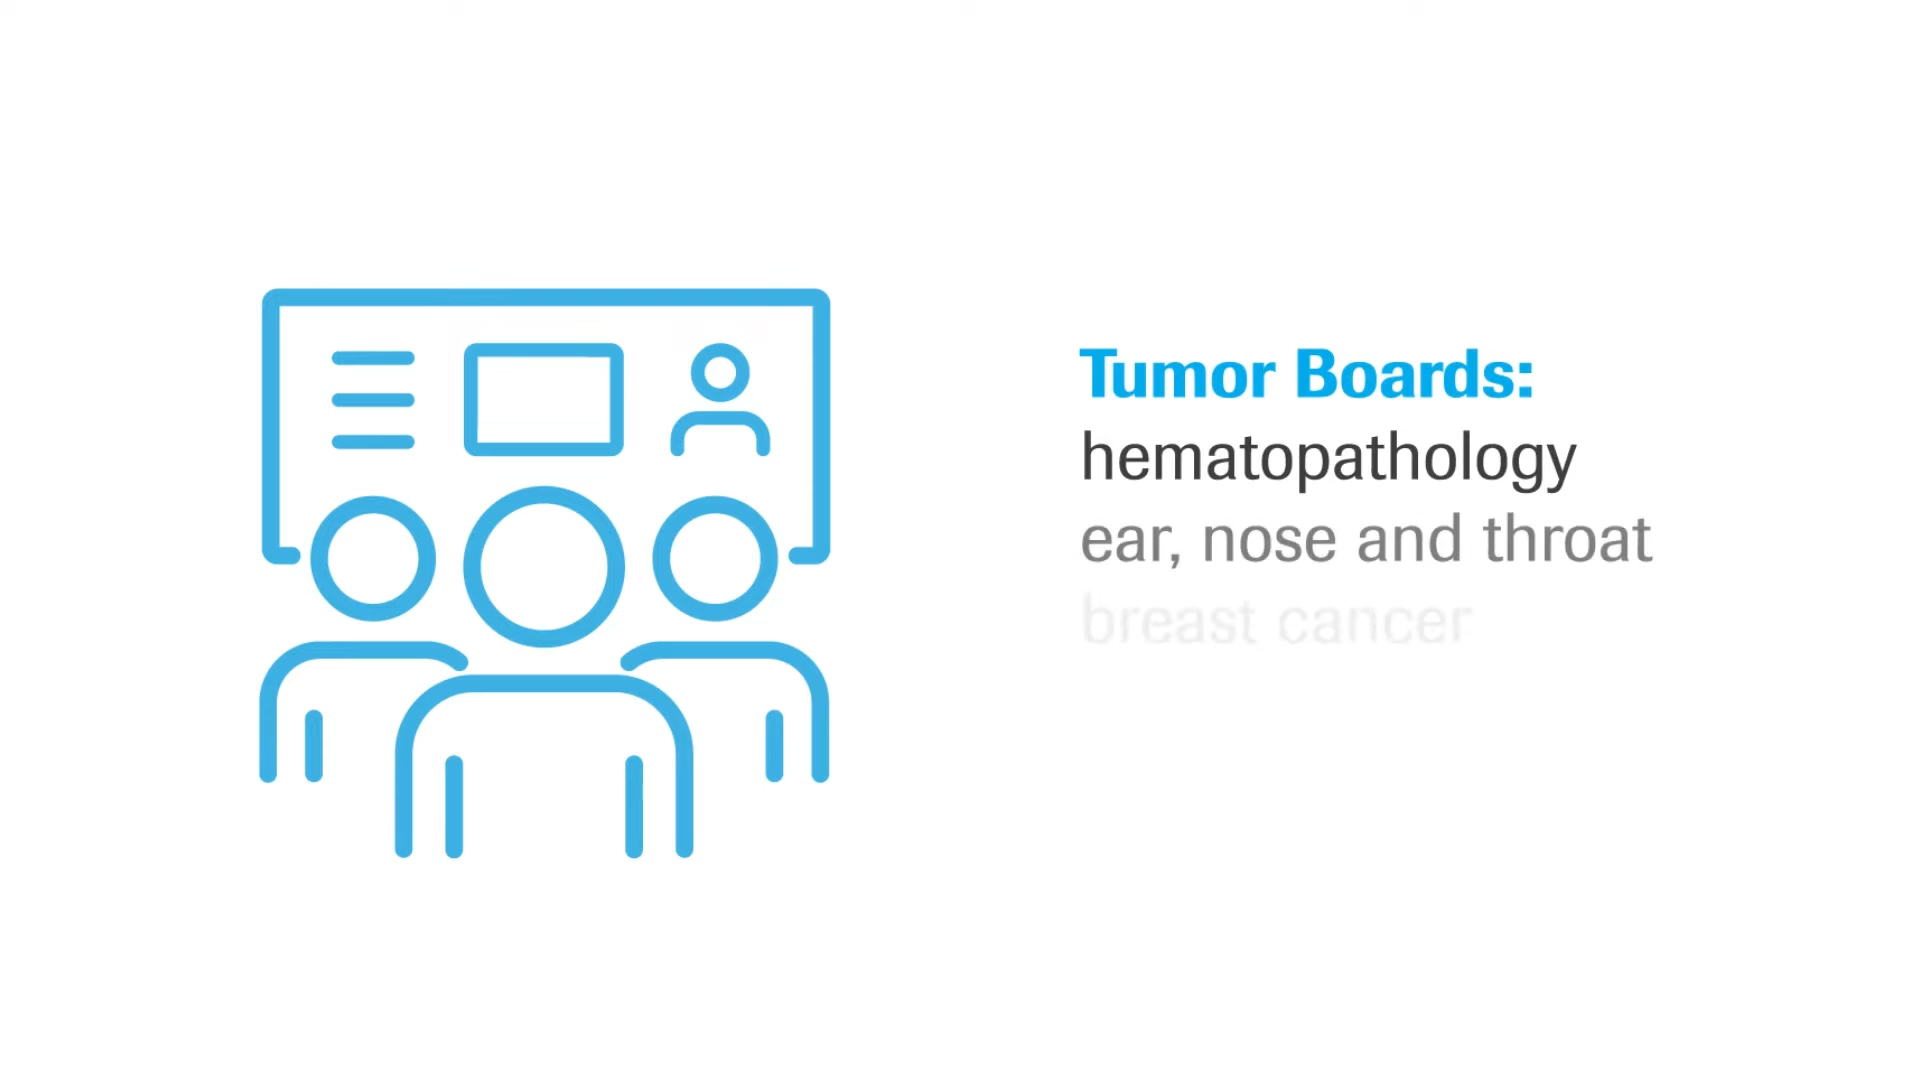 Tumor Boards:
hematopathology
ear, nose and throat
breast cancer